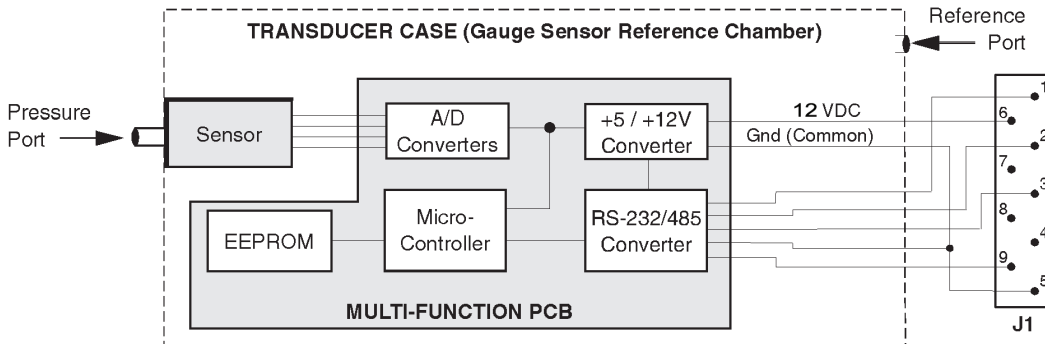 TRANSDUCER CASE (Gauge Sensor Reference Chamber)
Reference
Port
Pressure
Port
Sensor
A/D
Converters
+5 / +12V
Converter
12 VDC
Gnd (Common)
EEPROM
Micro-
Controller
RS-232/485
Converter
MULTI-FUNCTION PCB
1
6
2
7
3
8
4
9
5
J1